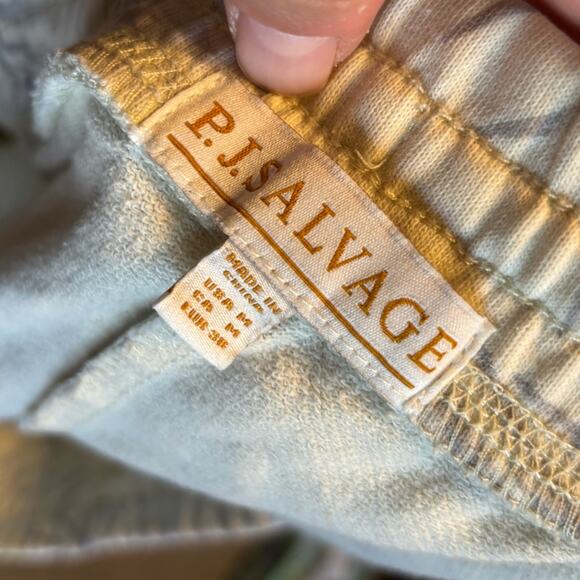 P.J.SALVAGE
MADE IN
CHINA
USA M
CA M
EUR-38